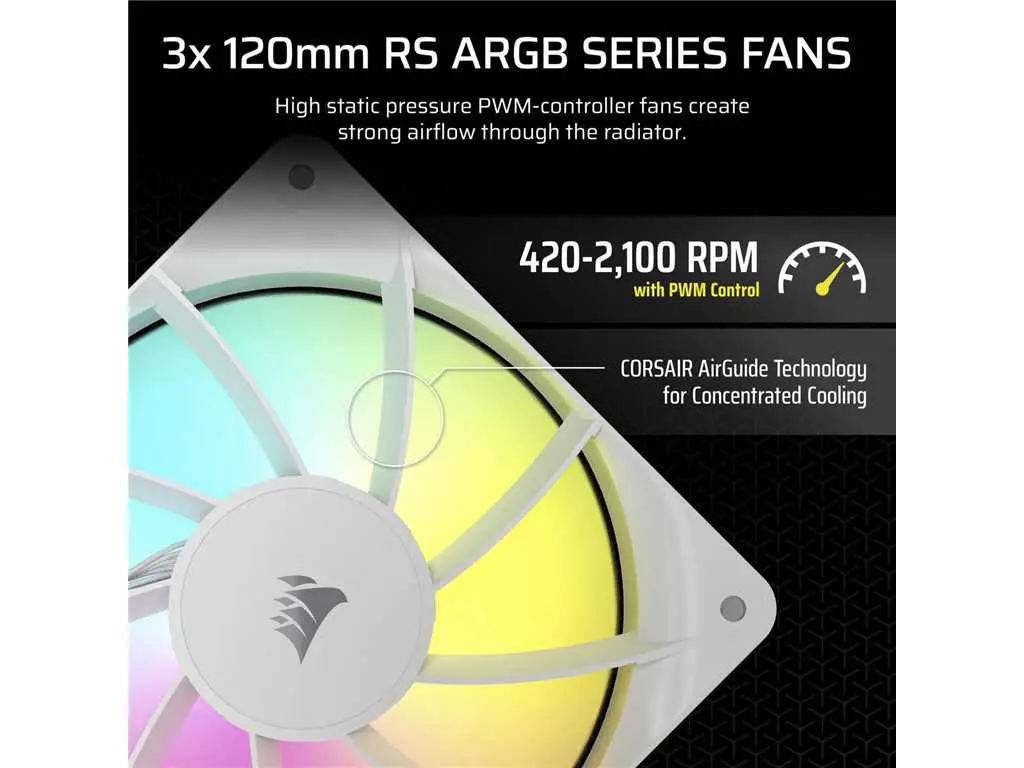 3x 120mm RS ARGB SERIES FANS
High static pressure PWM-controller fans create
strong airflow through the radiator.
420-2,100 RPM
with PWM Control
CORSAIR AirGuide Technology
for Concentrated Cooling